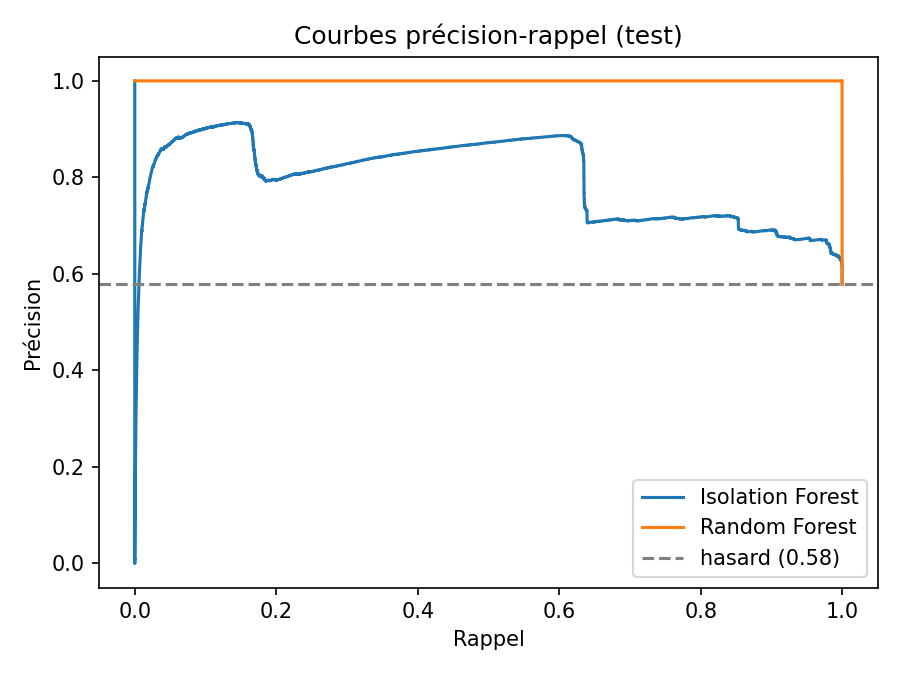 Courbes précision-rappel (test)
1.0
0.8
0.6
0.4
0.2
0.0
Précision
0.0 0.2 0.4 0.6 0.8 1.0
Rappel
Isolation Forest
Random Forest
hasard (0.58)